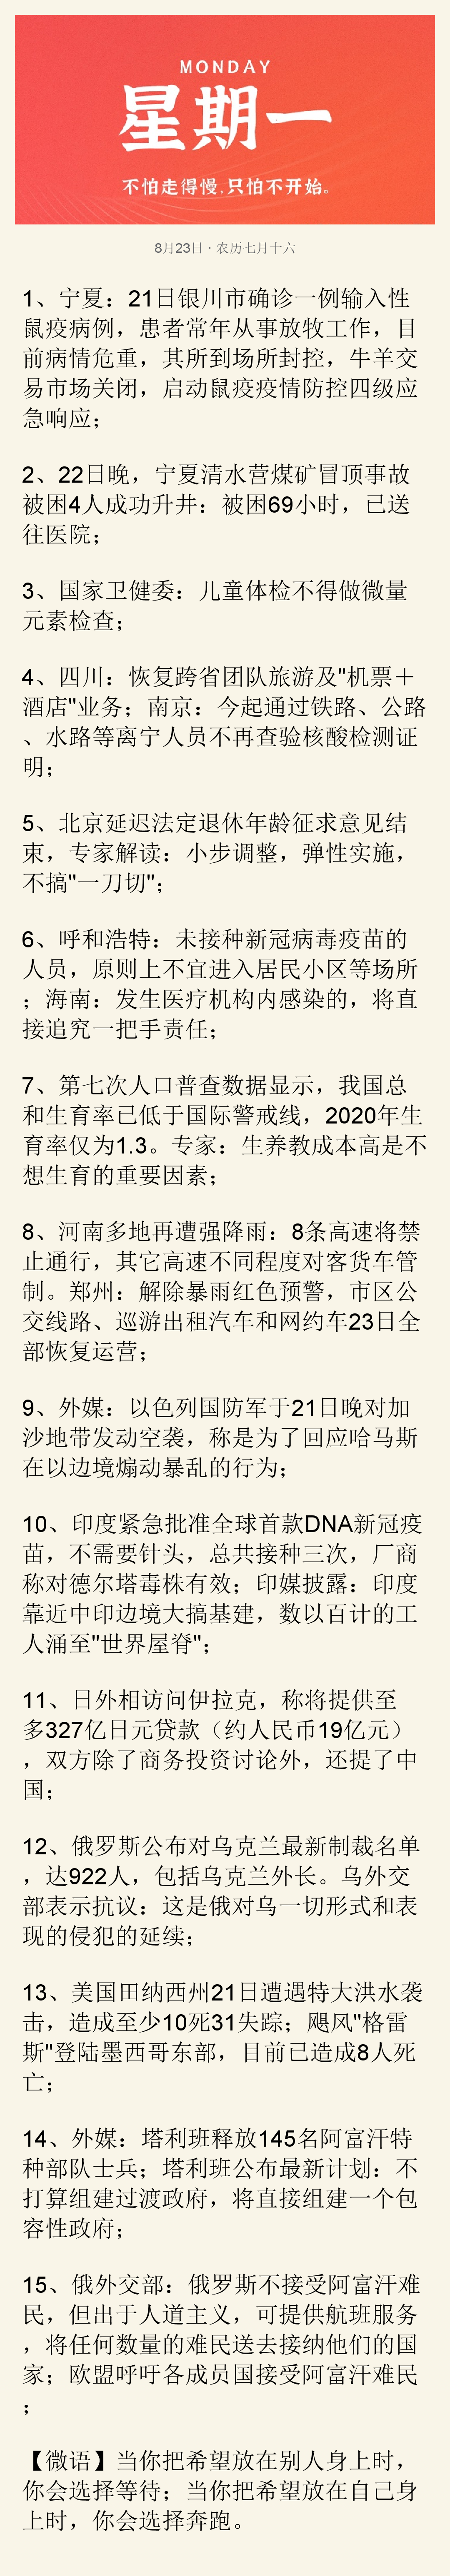 MONDAY
星期一
不怕走得慢,只怕不开始。
8月23日 · 农历七月十六
1、宁夏：21日银川市确诊一例输入性
鼠疫病例，患者常年从事放牧工作，目
前病情危重，其所到场所封控，牛羊交
易市场关闭，启动鼠疫疫情防控四级应
急响应；
2、22日晚，宁夏清水营煤矿冒顶事故
被困4人成功升井：被困69小时，已送
往医院；
3、国家卫健委：儿童体检不得做微量
元素检查；
4、四川：恢复跨省团队旅游及"机票＋
酒店"业务；南京：今起通过铁路、公路
、水路等离宁人员不再查验核酸检测证
明；
5、北京延迟法定退休年龄征求意见结
束，专家解读：小步调整，弹性实施，
不搞"一刀切"；
6、呼和浩特：未接种新冠病毒疫苗的
人员，原则上不宜进入居民小区等场所
；海南：发生医疗机构内感染的，将直
接追究一把手责任；
7、第七次人口普查数据显示，我国总
和生育率已低于国际警戒线，2020年生
育率仅为1.3。专家：生养教成本高是不
想生育的重要因素；
8、河南多地再遭强降雨：8条高速将禁
止通行，其它高速不同程度对客货车管
制。郑州：解除暴雨红色预警，市区公
交线路、巡游出租汽车和网约车23日全
部恢复运营；
9、外媒：以色列国防军于21日晚对加
沙地带发动空袭，称是为了回应哈马斯
在以边境煽动暴乱的行为；
10、印度紧急批准全球首款DNA新冠疫
苗，不需要针头，总共接种三次，厂商
称对德尔塔毒株有效；印媒披露：印度
靠近中印边境大搞基建，数以百计的工
人涌至"世界屋脊"；
11、日外相访问伊拉克，称将提供至
多327亿日元贷款（约人民币19亿元）
，双方除了商务投资讨论外，还提了中
国；
12、俄罗斯公布对乌克兰最新制裁名单
，达922人，包括乌克兰外长。乌外交
部表示抗议：这是俄对乌一切形式和表
现的侵犯的延续；
13、美国田纳西州21日遭遇特大洪水袭
击，造成至少10死31失踪；飓风"格雷
斯"登陆墨西哥东部，目前已造成8人死
亡；
14、外媒：塔利班释放145名阿富汗特
种部队士兵；塔利班公布最新计划：不
打算组建过渡政府，将直接组建一个包
容性政府；
15、俄外交部：俄罗斯不接受阿富汗难
民，但出于人道主义，可提供航班服务
，将任何数量的难民送去接纳他们的国
家；欧盟呼吁各成员国接受阿富汗难民
；
【微语】当你把希望放在别人身上时，
你会选择等待；当你把希望放在自己身
上时，你会选择奔跑。